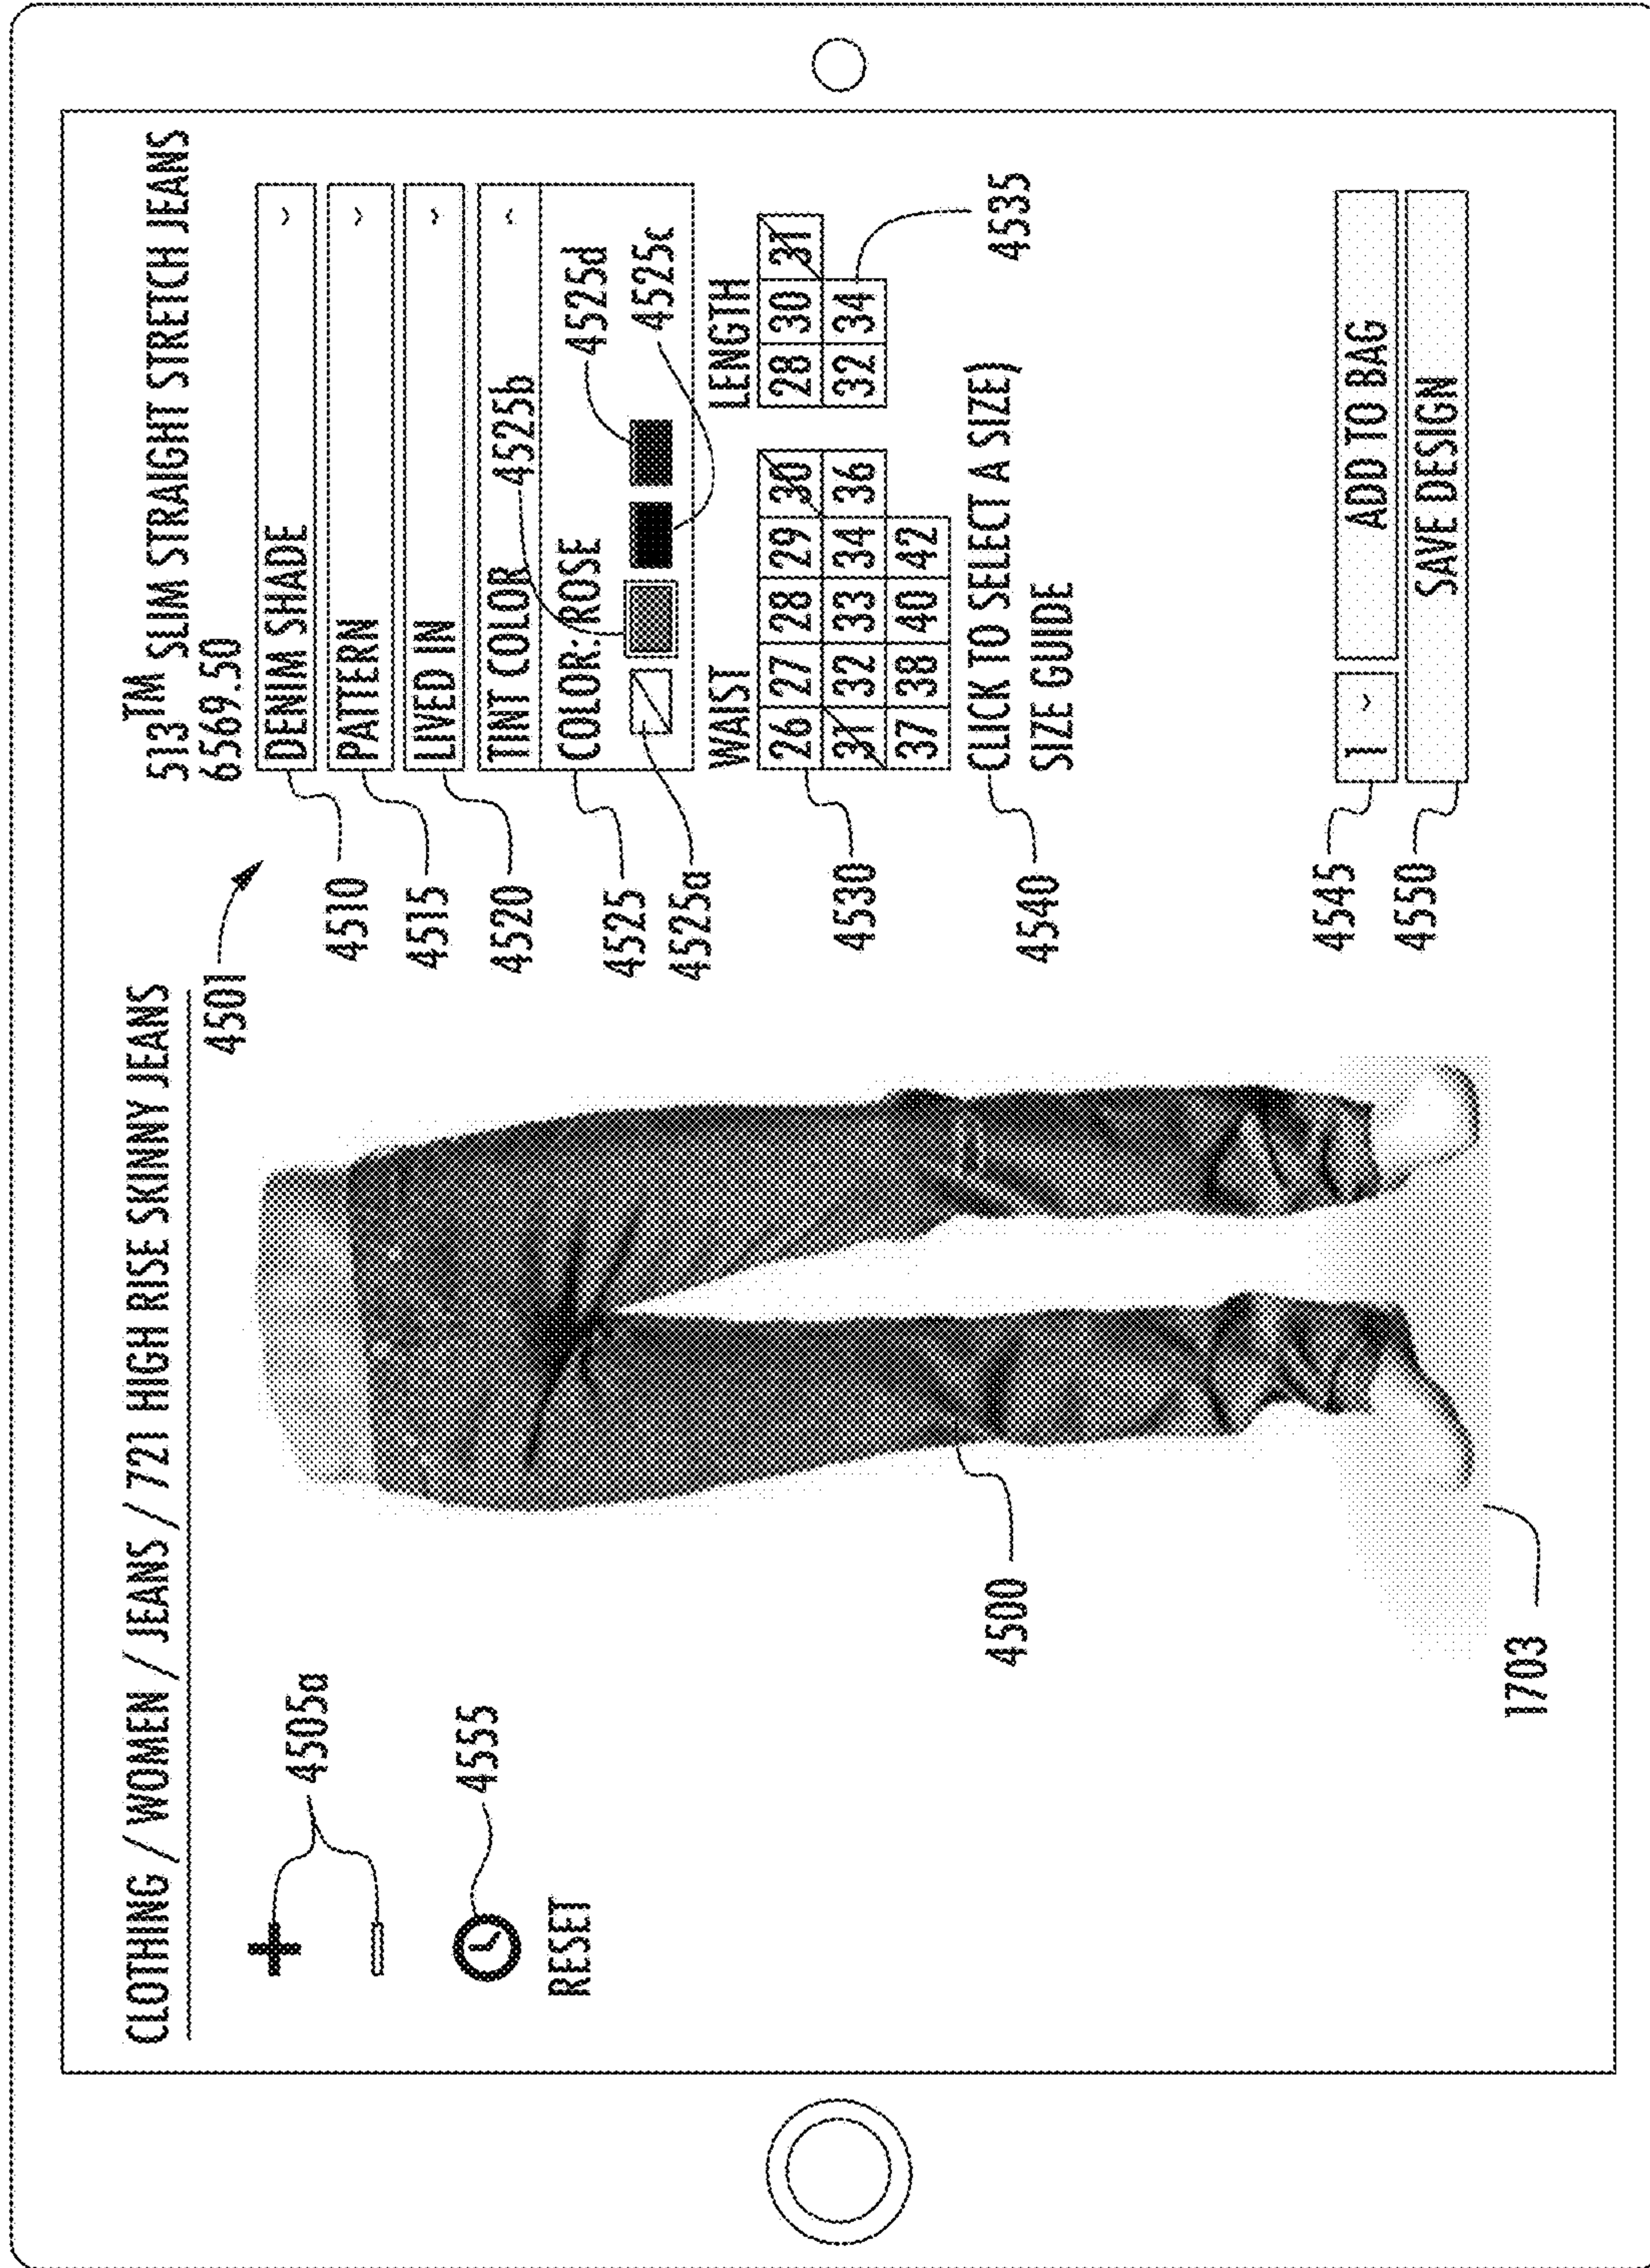 CLOTHING / WOMEN / JEANS / 721 HIGH RISE SKINNY JEANS
4501
4505a
4555
RESET
4500
1703
513™ SLIM STRAIGHT STRETCH JEANS
6569.50
DENIM SHADE
PATTERN
LIVED IN
TINT COLOR
4525b
COLOR: ROSE
4525d
4525c
4510
4515
4520
4525
4525a
WAIST
26 27 28 29 30
31 32 33 34 36
37 38 40 42
LENGTH
28 30 31
32 34
4535
4530
CLICK TO SELECT A SIZE)
SIZE GUIDE
4540
1
ADD TO BAG
SAVE DESIGN
4545
4550